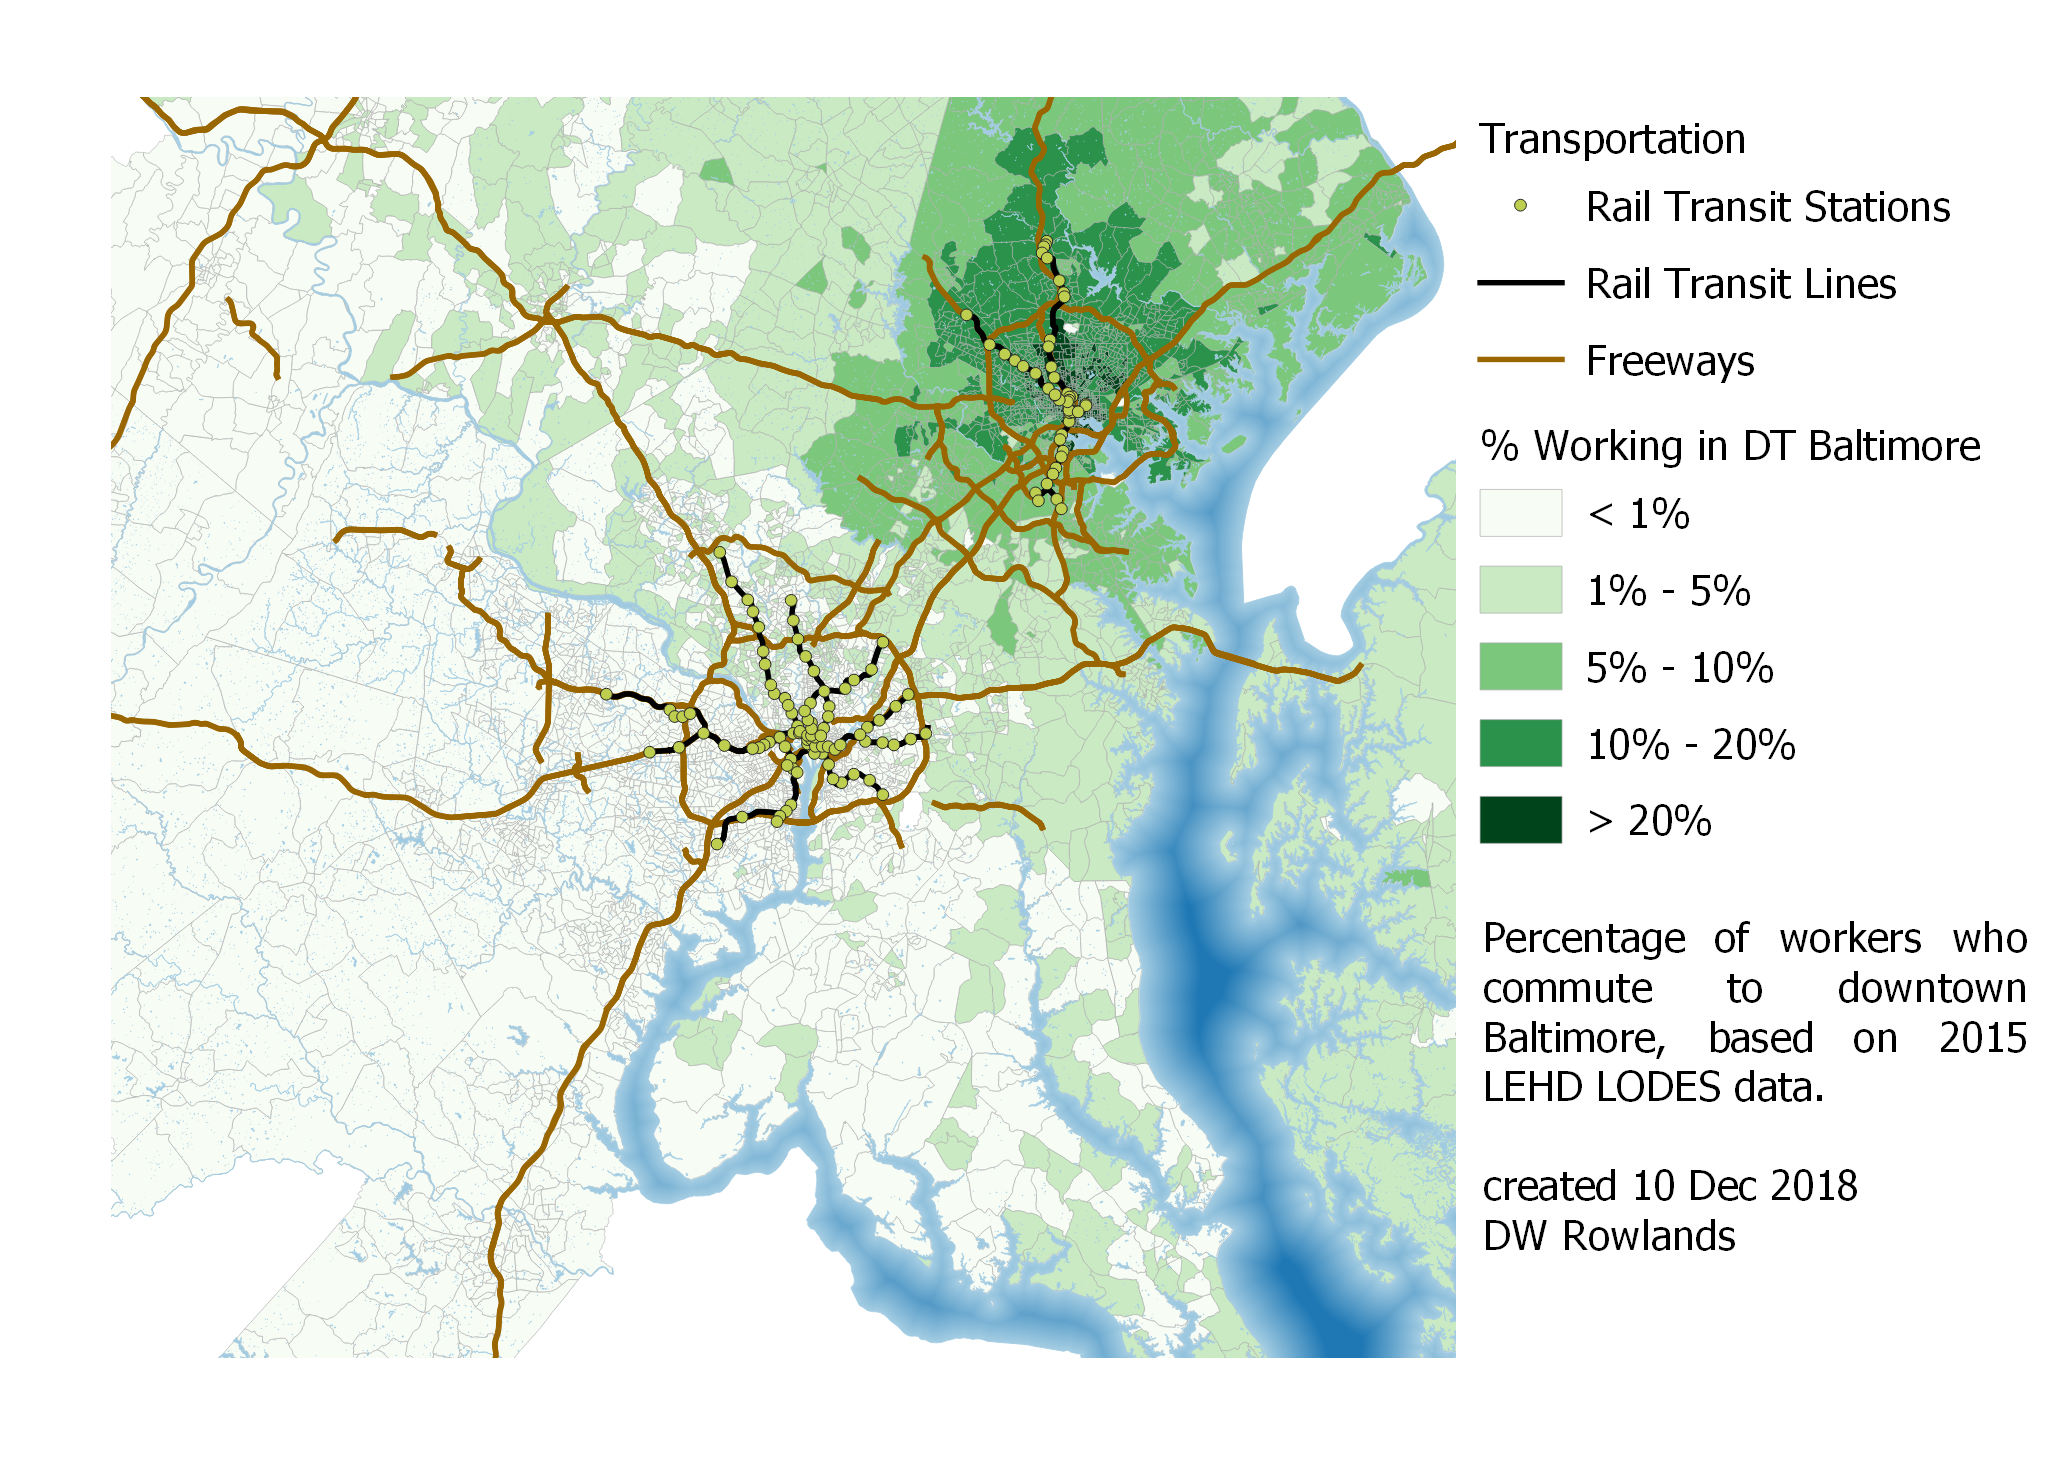 Transportation
Rail Transit Stations
Rail Transit Lines
Freeways
% Working in DT Baltimore
< 1%
1% - 5%
5% - 10%
10% - 20%
> 20%
Percentage of workers who
commute to downtown
Baltimore, based on 2015
LEHD LODES data.
created 10 Dec 2018
DW Rowlands